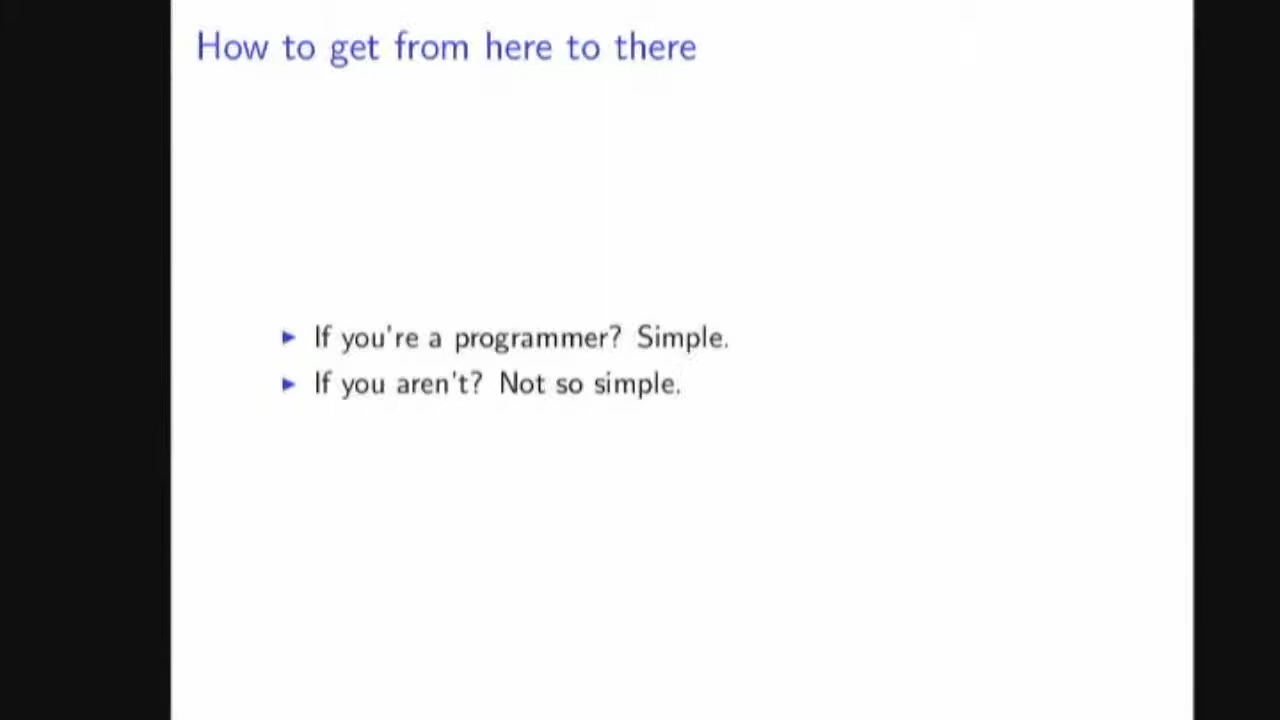 How to get from here to there
If you're a programmer? Simple.
If you aren't? Not so simple.